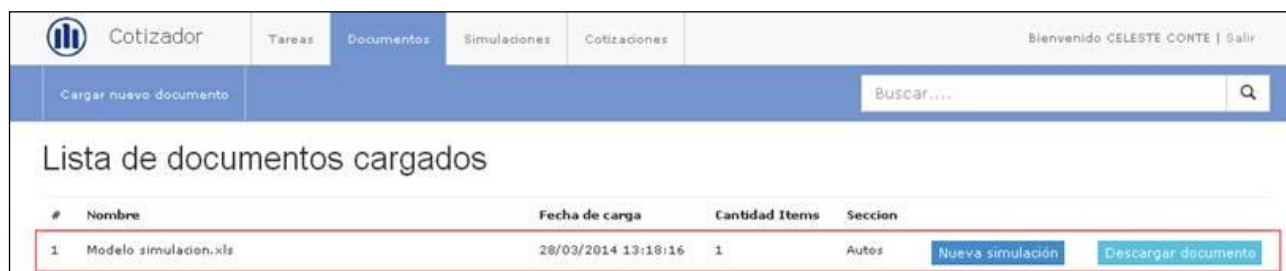 Cotizador Tareas Documentos Simulaciones Cotizaciones Bienvenido CELESTE CONTE | Salir
Cargar nuevo documento Buscar....
Lista de documentos cargados
# Nombre Fecha de carga Cantidad Items Seccion
1 Modelo simulacion.xls 28/03/2014 13:18:16 1 Autos Nueva simulación Descargar documento